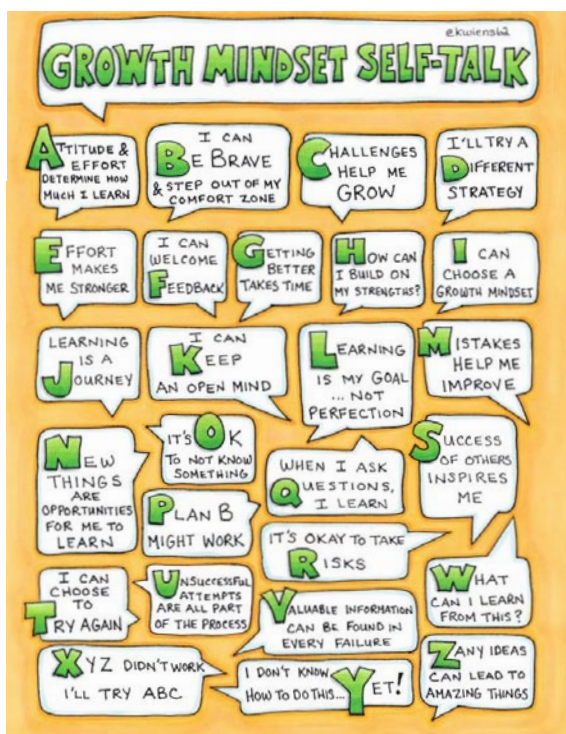 @kwiens62
GROWTH MINDSET SELF-TALK
ATTITUDE &
EFFORT
DETERMINE HOW
MUCH I LEARN
I CAN
BE BRAVE
& STEP OUT OF MY
COMFORT ZONE
CHALLENGES
HELP ME
GROW
I'LL TRY A
DIFFERENT
STRATEGY
EFFORT
MAKES
ME STRONGER
I CAN
WELCOME
FEEDBACK
GETTING
BETTER
TAKES TIME
HOW CAN
I BUILD ON
MY STRENGTHS?
I CAN
CHOOSE A
GROWTH MINDSET
LEARNING
IS A
JOURNEY
I CAN
KEEP
AN OPEN MIND
LEARNING
IS MY GOAL
... NOT
PERFECTION
MISTAKES
HELP ME
IMPROVE
NEW
THINGS
ARE
OPPORTUNITIES
FOR ME TO
LEARN
IT'S OK
TO NOT KNOW
SOMETHING
PLAN B
MIGHT WORK
WHEN I ASK
QUESTIONS,
I LEARN
IT'S OKAY TO TAKE
RISKS
SUCCESS
OF OTHERS
INSPIRES
ME
I CAN
CHOOSE
TO
TRY AGAIN
UNSUCCESSFUL
ATTEMPTS
ARE ALL PART
OF THE PROCESS
VALUABLE INFORMATION
CAN BE FOUND IN
EVERY FAILURE
WHAT
CAN I LEARN
FROM THIS?
XYZ DIDN'T WORK
I'LL TRY ABC
I DON'T KNOW
HOW TO DO THIS... YET!
ZANY IDEAS
CAN LEAD TO
AMAZING THINGS